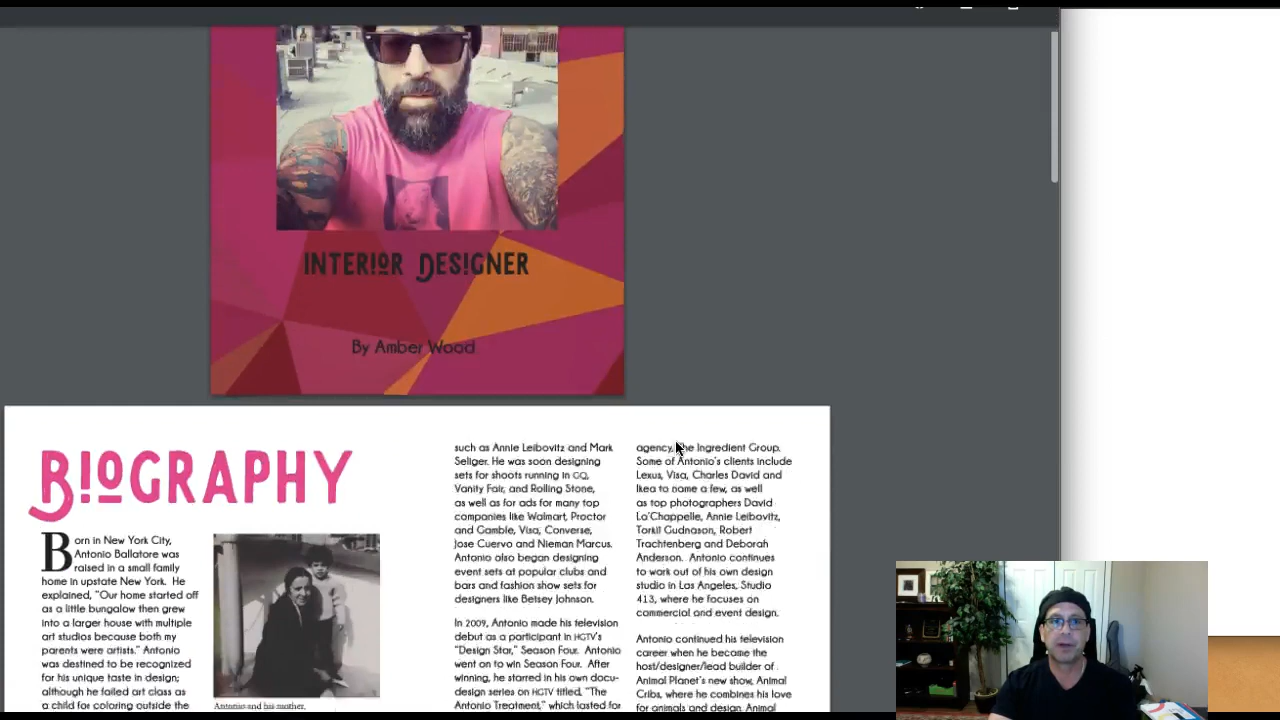 INTERIOR DESIGNER
By Amber Wood
BIOGRAPHY
Born in New York City,
Antonio Ballatore was
raised in a small family
home in upstate New York. He
explained, "Our home started off
as a little bungalow then grew
into a larger house with multiple
art studios because both my
parents were artists." Antonio
was destined to be recognized
for his unique taste in design;
although he failed art class as
a child for coloring outside the
Antonio and his mother,
such as Annie Leibovitz and Mark
Seliger. He was soon designing
sets for shoots running in GQ,
Vanity Fair, and Rolling Stone,
as well as for ads for many top
companies like Walmart, Proctor
and Gamble, Visa, Converse,
Jose Cuervo and Nieman Marcus.
Antonio also began designing
event sets at popular clubs and
bars and fashion show sets for
designers like Betsey Johnson.
In 2009, Antonio made his television
debut as a participant in HGTV's
"Design Star," Season Four. Antonio
went on to win Season Four. After
winning, he starred in his own docu-
design series on HGTV titled, "The
Antonio Treatment," which lasted for
agency, The Ingredient Group.
Some of Antonio's clients include
Lexus, Visa, Charles David and
Ikea to name a few, as well
as top photographers David
La'Chappelle, Annie Leibovitz,
Torkil Gudnason, Robert
Trachtenberg and Deborah
Anderson. Antonio continues
to work out of his own design
studio in Los Angeles, Studio
413, where he focuses on
commercial and event design.
Antonio continued his television
career when he became the
host/designer/lead builder of
Animal Planet's new show, Animal
Cribs, where he combines his love
for animals and design. Animal